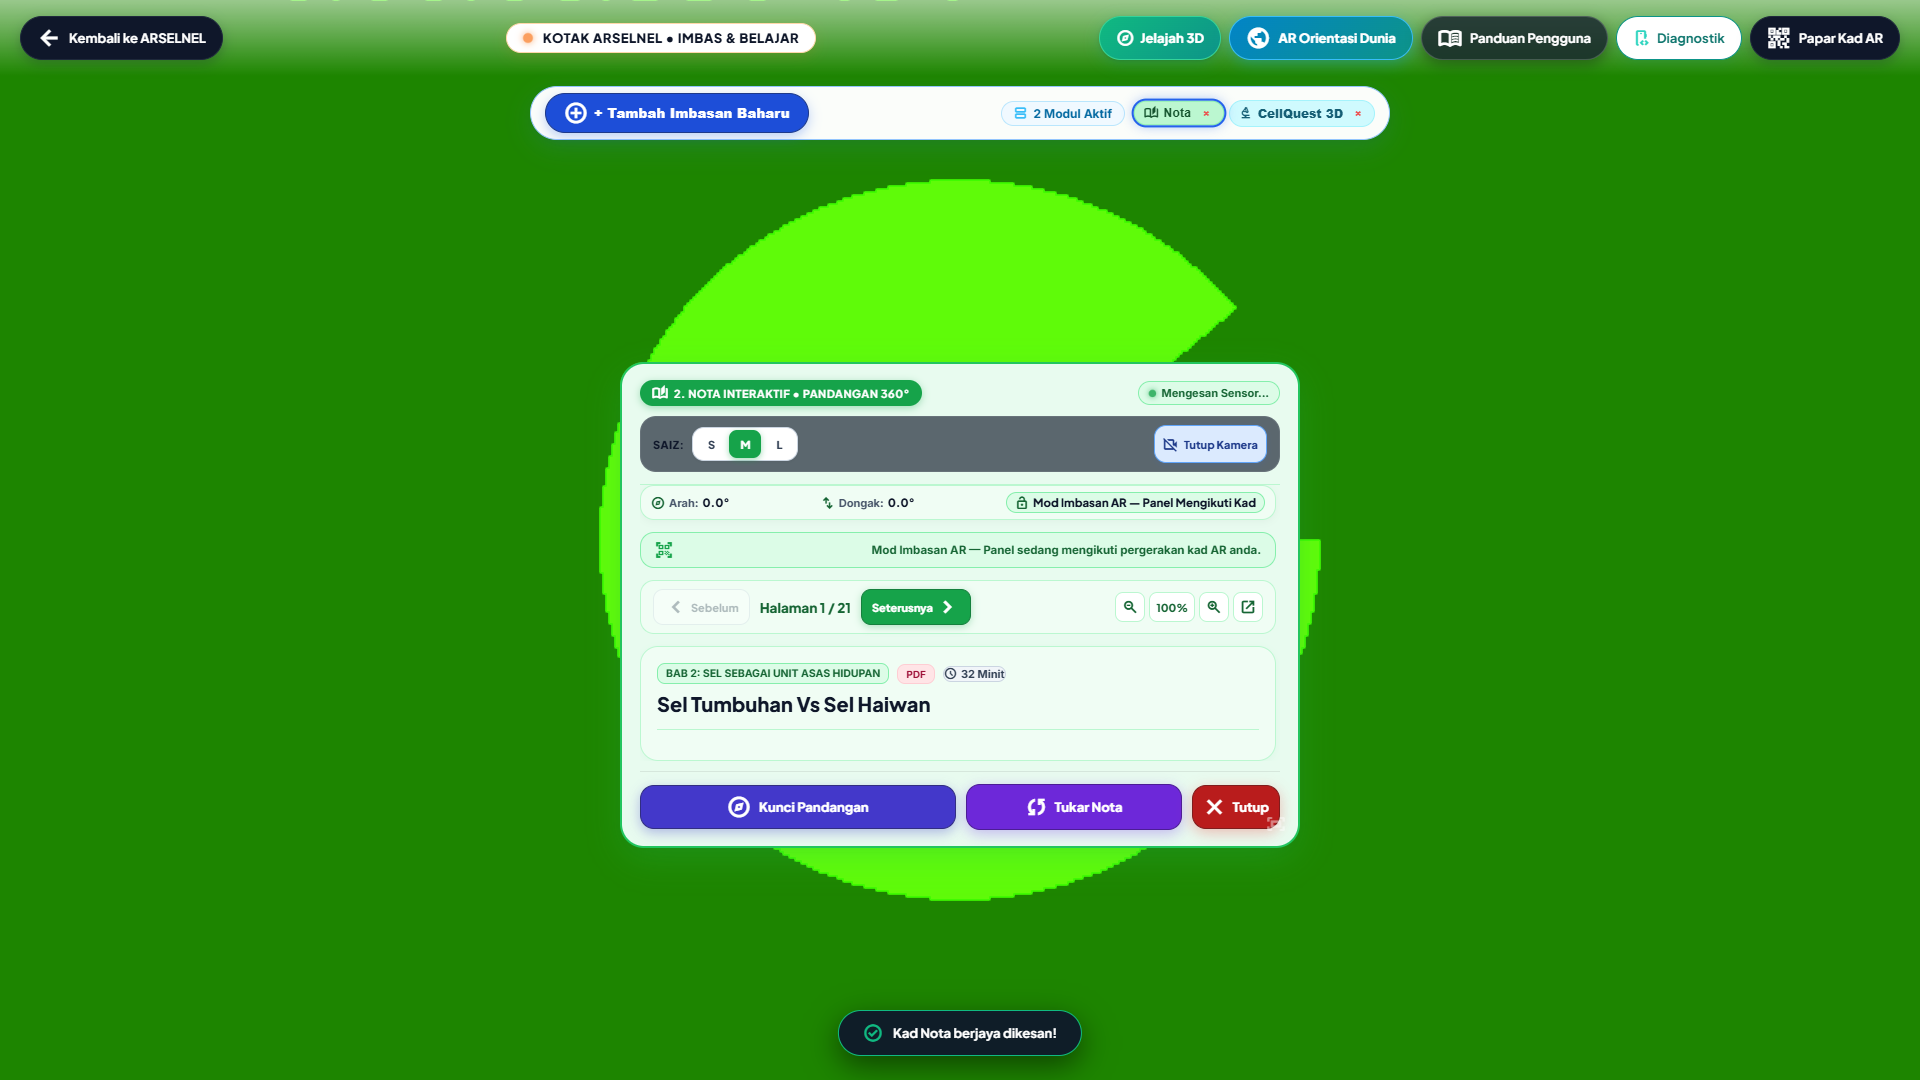 Kembali ke ARSELNEL
KOTAK ARSELNEL ● IMBAS & BELAJAR
Jelajah 3D
AR Orientasi Dunia
Panduan Pengguna
Diagnostik
Papar Kad AR
+ Tambah Imbasan Baharu
2 Modul Aktif
Nota ×
CellQuest 3D ×
2. NOTA INTERAKTIF ● PANDANGAN 360°
Mengesan Sensor...
SAIZ: S M L
Tutup Kamera
Arah: 0.0°
Dongak: 0.0°
Mod Imbasan AR — Panel Mengikuti Kad
Mod Imbasan AR — Panel sedang mengikuti pergerakan kad AR anda.
Sebelum
Halaman 1 / 21
Seterusnya
100%
BAB 2: SEL SEBAGAI UNIT ASAS HIDUPAN
PDF
32 Minit
Sel Tumbuhan Vs Sel Haiwan
Kunci Pandangan
Tukar Nota
Tutup
Kad Nota berjaya dikesan!